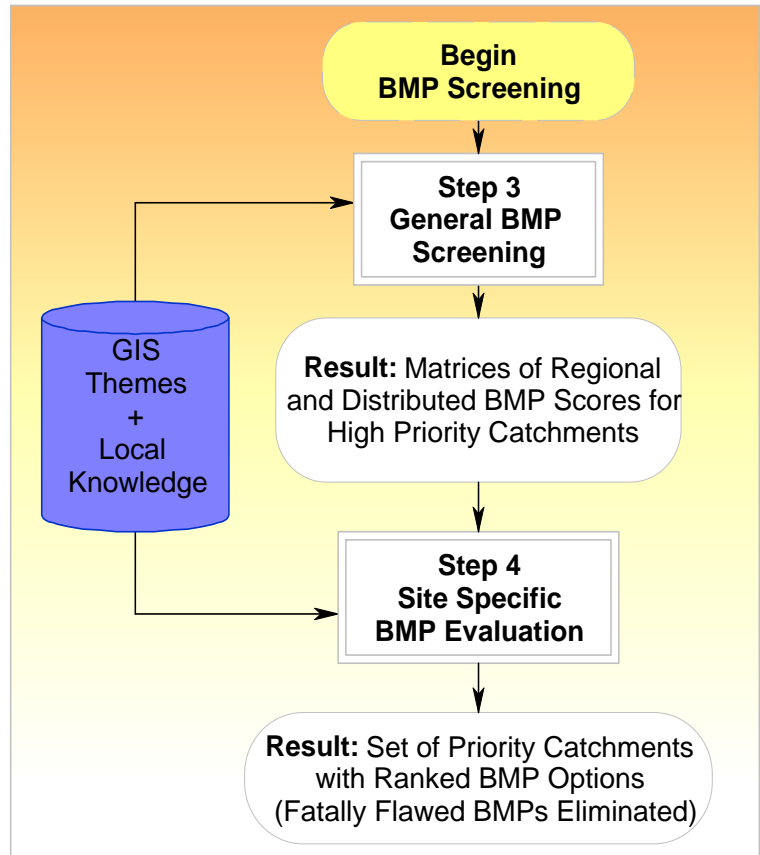 Begin
BMP Screening
Step 3
General BMP
Screening
GIS
Themes
+
Local
Knowledge
Result: Matrices of Regional
and Distributed BMP Scores for
High Priority Catchments
Step 4
Site Specific
BMP Evaluation
Result: Set of Priority Catchments
with Ranked BMP Options
(Fatally Flawed BMPs Eliminated)